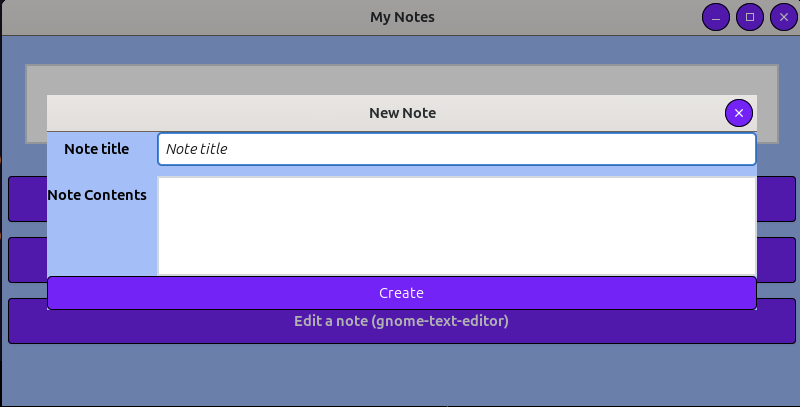 My Notes
New Note
Note title
Note title
Note Contents
Create
Edit a note (gnome-text-editor)